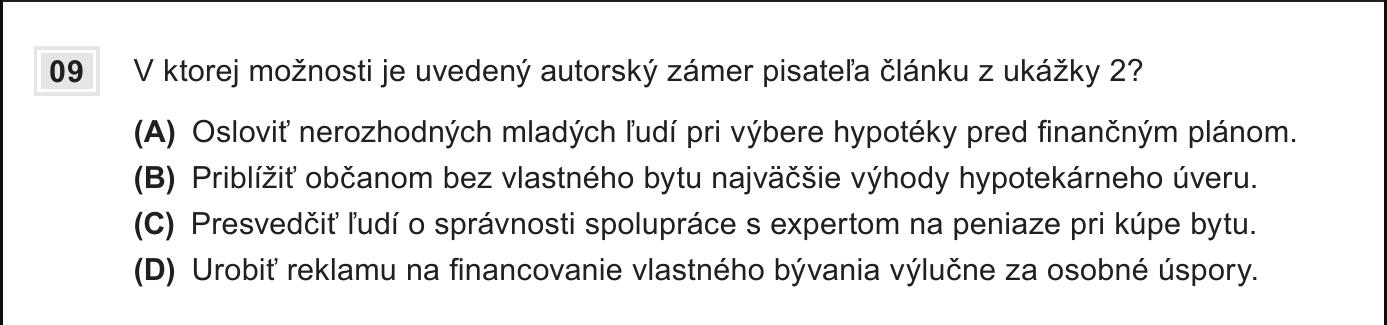 09 V ktorej možnosti je uvedený autorský zámer pisateľa článku z ukážky 2?
(A) Osloviť nerozhodných mladých ľudí pri výbere hypotéky pred finančným plánom.
(B) Priblížiť občanom bez vlastného bytu najväčšie výhody hypotekárneho úveru.
(C) Presvedčiť ľudí o správnosti spolupráce s expertom na peniaze pri kúpe bytu.
(D) Urobiť reklamu na financovanie vlastného bývania výlučne za osobné úspory.